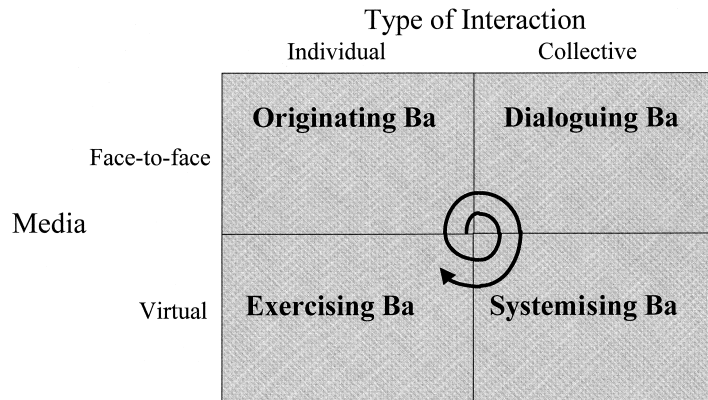 Type of Interaction
Individual Collective
Originating Ba Dialoguing Ba
Face-to-face
Media
Exercising Ba Systemising Ba
Virtual